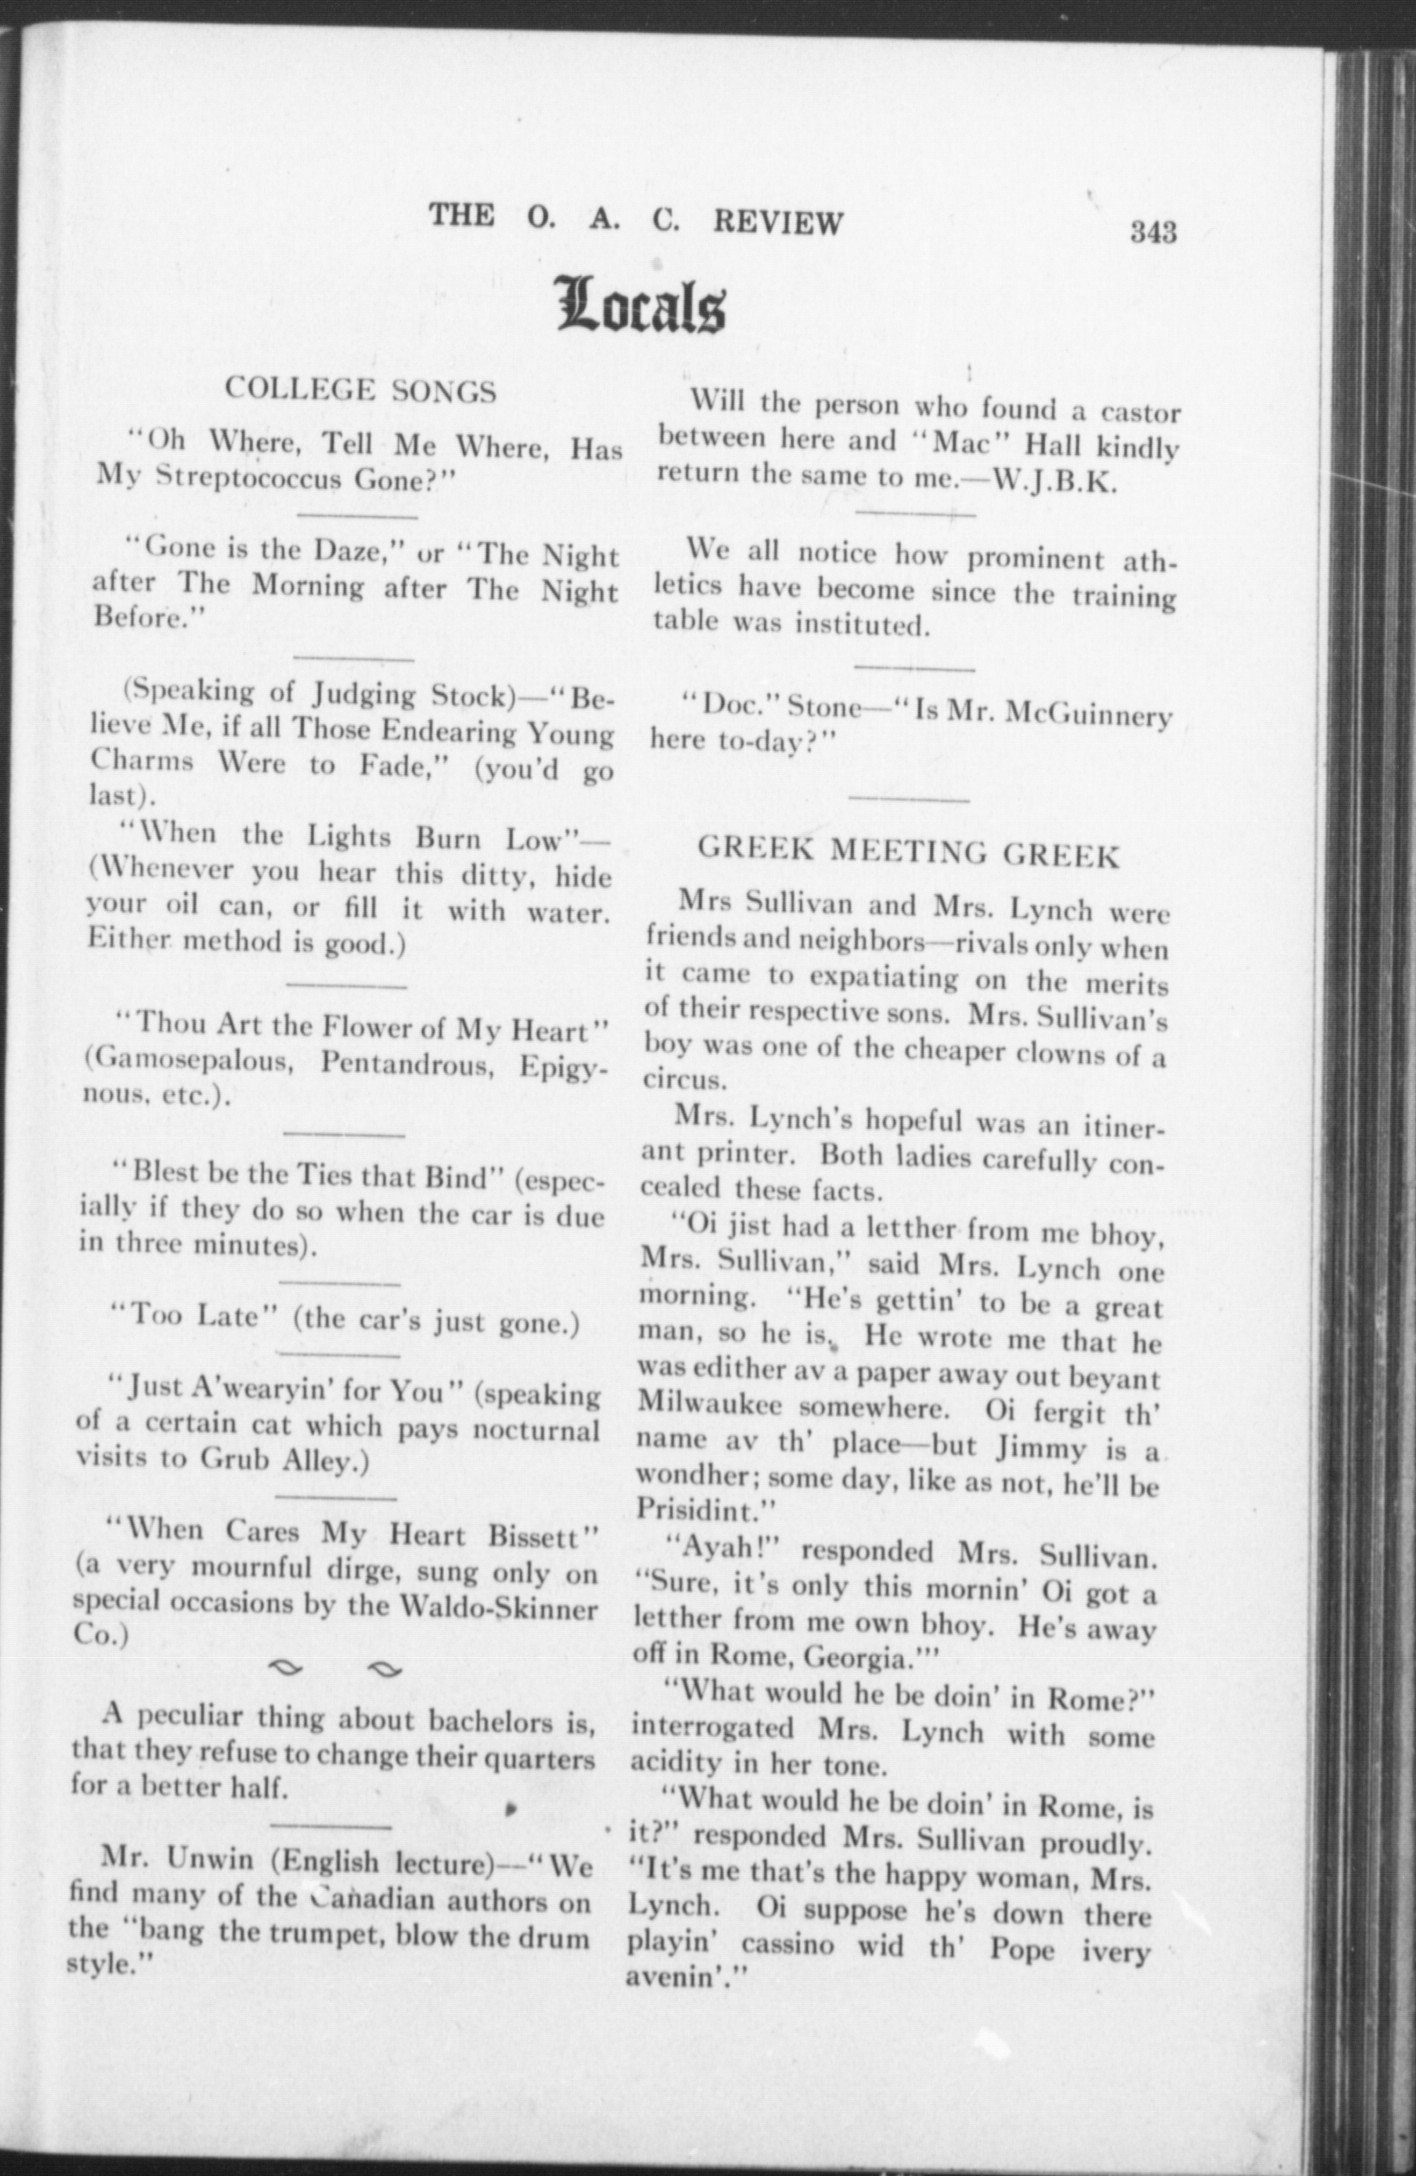 THE O. A. C. REVIEW
343
Locals
COLLEGE SONGS
"Oh Where, Tell Me Where, Has
My Streptococcus Gone?"
"Gone is the Daze," or "The Night
after The Morning after The Night
Before."
(Speaking of Judging Stock)—"Be-
lieve Me, if all Those Endearing Young
Charms Were to Fade," (you'd go
last).
"When the Lights Burn Low"—
(Whenever you hear this ditty, hide
your oil can, or fill it with water.
Either method is good.)
"Thou Art the Flower of My Heart"
(Gamosepalous, Pentandrous, Epigy-
nous, etc.).
"Blest be the Ties that Bind" (espec-
ially if they do so when the car is due
in three minutes).
"Too Late" (the car's just gone.)
"Just A'wearyin' for You" (speaking
of a certain cat which pays nocturnal
visits to Grub Alley.)
"When Cares My Heart Bissett"
(a very mournful dirge, sung only on
special occasions by the Waldo-Skinner
Co.)
A peculiar thing about bachelors is,
that they refuse to change their quarters
for a better half.
Mr. Unwin (English lecture)—"We
find many of the Canadian authors on
the "bang the trumpet, blow the drum
style."
Will the person who found a castor
between here and "Mac" Hall kindly
return the same to me.—W.J.B.K.
We all notice how prominent ath-
letics have become since the training
table was instituted.
"Doc." Stone—"Is Mr. McGuinnery
here to-day?"
GREEK MEETING GREEK
Mrs Sullivan and Mrs. Lynch were
friends and neighbors—rivals only when
it came to expatiating on the merits
of their respective sons. Mrs. Sullivan's
boy was one of the cheaper clowns of a
circus.
Mrs. Lynch's hopeful was an itiner-
ant printer. Both ladies carefully con-
cealed these facts.
"Oi jist had a letther from me bhoy,
Mrs. Sullivan," said Mrs. Lynch one
morning. "He's gettin' to be a great
man, so he is. He wrote me that he
was edither av a paper away out beyant
Milwaukee somewhere. Oi fergit th'
name av th' place—but Jimmy is a
wondher; some day, like as not, he'll be
Prisidint."
"Ayah!" responded Mrs. Sullivan.
"Sure, it's only this mornin' Oi got a
letther from me own bhoy. He's away
off in Rome, Georgia.'"
"What would he be doin' in Rome?"
interrogated Mrs. Lynch with some
acidity in her tone.
"What would he be doin' in Rome, is
it?" responded Mrs. Sullivan proudly.
"It's me that's the happy woman, Mrs.
Lynch. Oi suppose he's down there
playin' cassino wid th' Pope ivery
avenin'."